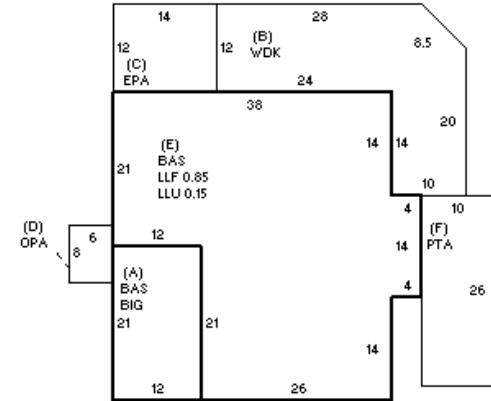 14
28
12
(C)
EPA
12
(B)
WDK
8.5
24
38
20
(E)
BAS
LLF 0.85
LLU 0.15
14
14
21
10
4
10
(D)
OPA
6
8
12
14
(F)
PTA
(A)
BAS
BIG
4
26
21
21
14
12
26